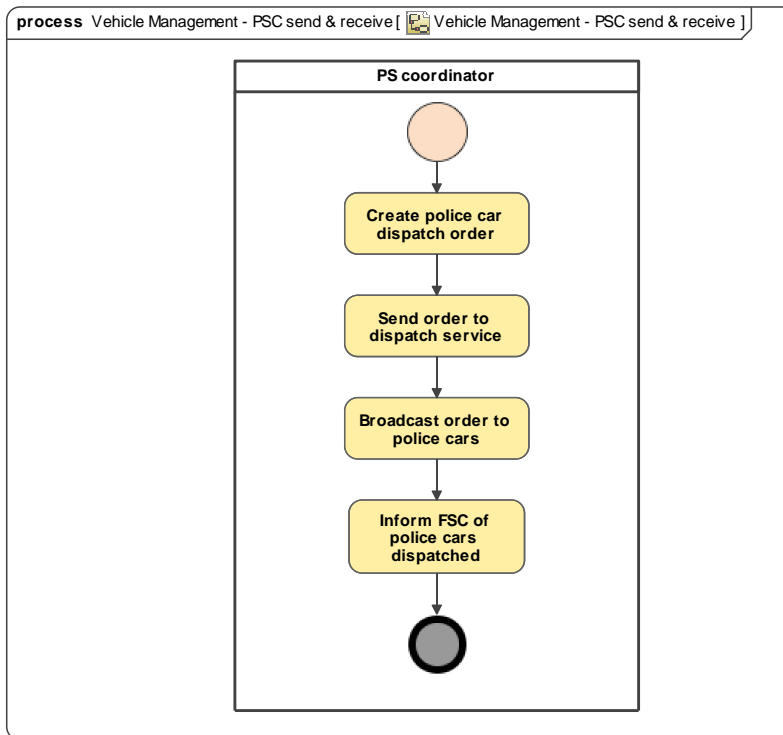 process Vehicle Management - PSC send & receive [ Vehicle Management - PSC send & receive ]
PS coordinator
Create police car
dispatch order
Send order to
dispatch service
Broadcast order to
police cars
Inform FSC of
police cars
dispatched